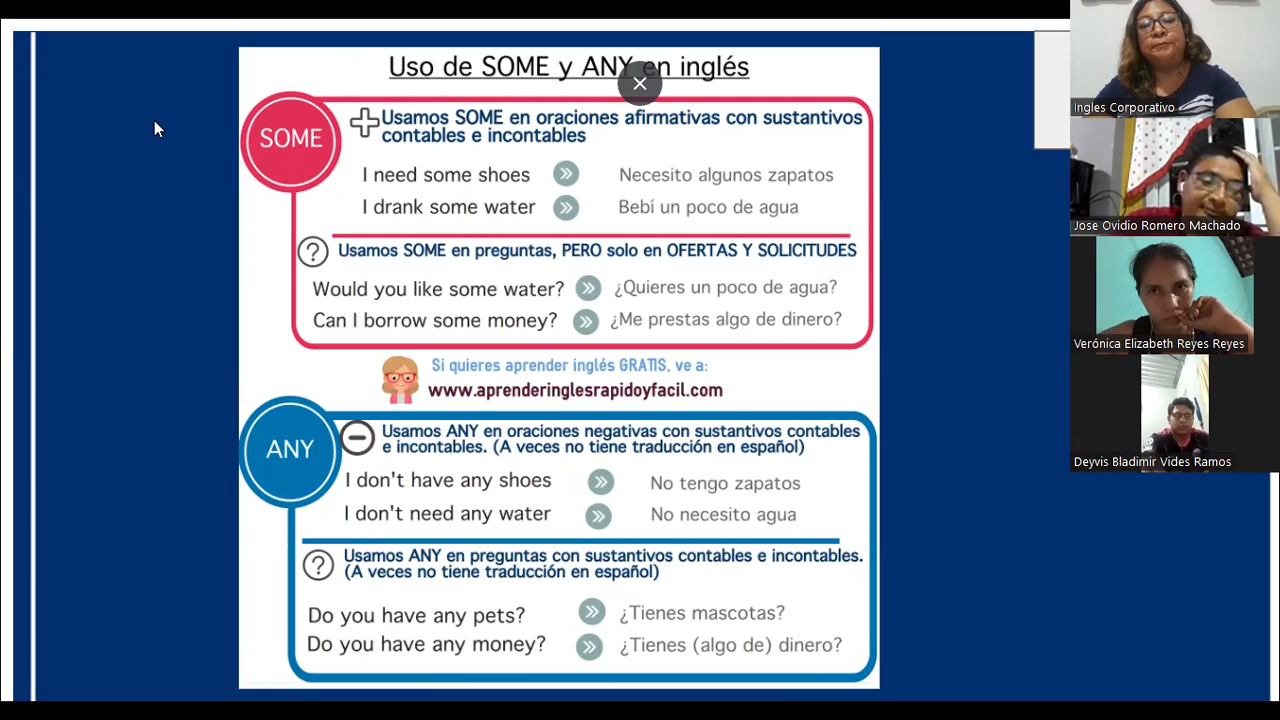 Uso de SOME y ANY en inglés
SOME
Usamos SOME en oraciones afirmativas con sustantivos
contables e incontables
I need some shoes
Necesito algunos zapatos
I drank some water
Bebí un poco de agua
?
Usamos SOME en preguntas, PERO solo en OFERTAS Y SOLICITUDES
Would you like some water?
¿Quieres un poco de agua?
Can I borrow some money?
¿Me prestas algo de dinero?
Si quieres aprender inglés GRATIS, ve a:
www.aprenderinglesrapidoyfacil.com
ANY
Usamos ANY en oraciones negativas con sustantivos contables
e incontables. (A veces no tiene traducción en español)
I don't have any shoes
No tengo zapatos
I don't need any water
No necesito agua
?
Usamos ANY en preguntas con sustantivos contables e incontables.
(A veces no tiene traducción en español)
Do you have any pets?
¿Tienes mascotas?
Do you have any money?
¿Tienes (algo de) dinero?
Ingles Corporativo
Jose Ovidio Romero Machado
Verónica Elizabeth Reyes Reyes
Deyvis Bladimir Vides Ramos